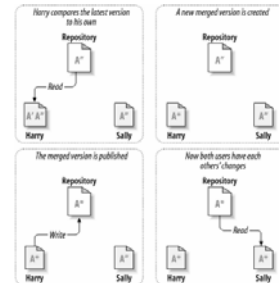 Harry compares the latest version
to his own
Repository
A"
Read
A' A"
Harry
Sally
A new merged version is created
Repository
A"
A*
A"
Harry
Sally
The merged version is published
Repository
A*
Write
A*
A"
Harry
Sally
Now both users have each
others' changes
Repository
A*
Read
A*
A*
Harry
Sally